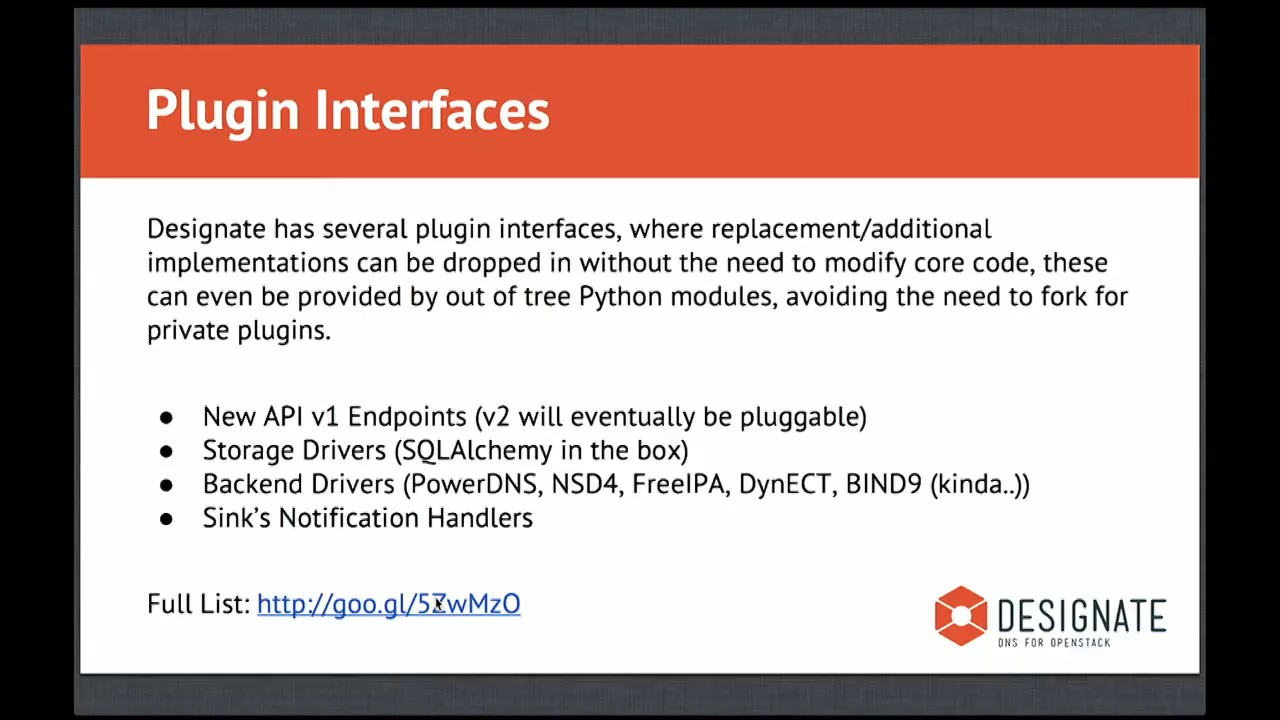 Plugin Interfaces
Designate has several plugin interfaces, where replacement/additional
implementations can be dropped in without the need to modify core code, these
can even be provided by out of tree Python modules, avoiding the need to fork for
private plugins.
● New API v1 Endpoints (v2 will eventually be pluggable)
● Storage Drivers (SQLAlchemy in the box)
● Backend Drivers (PowerDNS, NSD4, FreeIPA, DynECT, BIND9 (kinda..))
● Sink's Notification Handlers
Full List: http://goo.gl/5ZwMzO
DESIGNATE
DNS FOR OPENSTACK